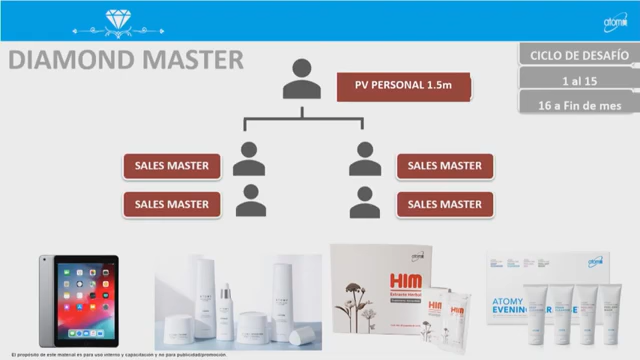 atomy
DIAMOND MASTER
CICLO DE DESAFÍO
1 al 15
16 a Fin de mes
PV PERSONAL 1.5m
SALES MASTER
SALES MASTER
SALES MASTER
SALES MASTER
HIM
Extracto Herbal
atomy
ATOMY
EVENING
El propósito de este material es para uso interno y capacitación y no para publicidad/promoción.